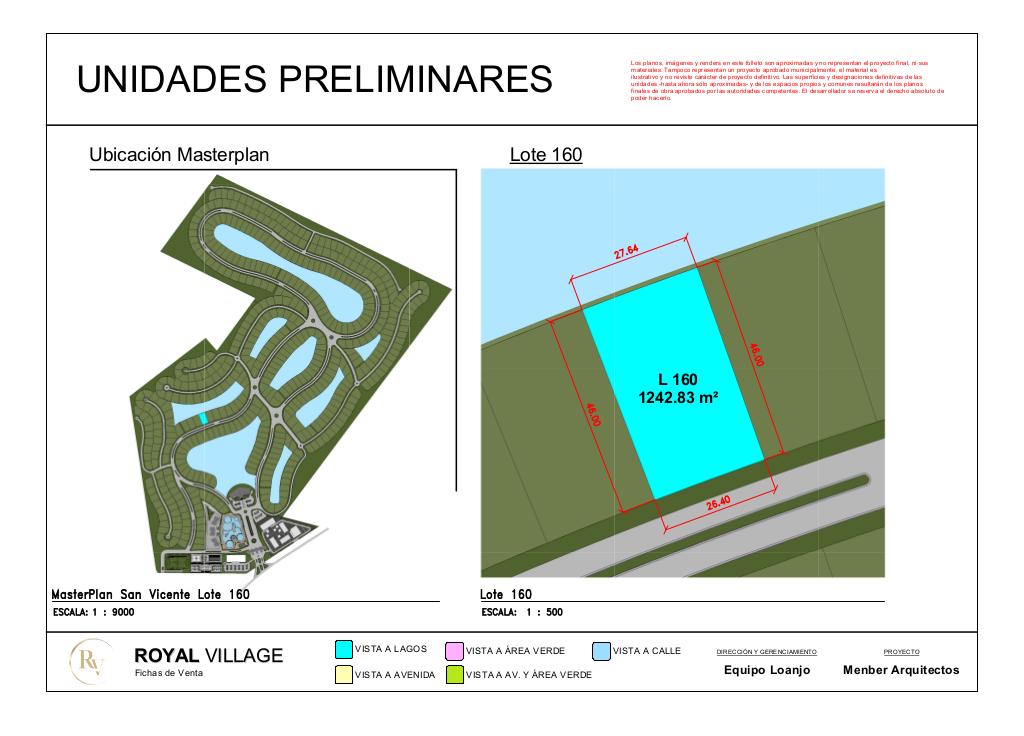 UNIDADES PRELIMINARES
Los planos, imágenes y renders en este folleto son aproximadas y no representan el proyecto final, ni sus
materiales. Tampoco representan un proyecto aprobado municipalmente, el material es
ilustrativo y no reviste carácter de proyecto definitivo. Las superficies y designaciones definitivas de las
unidades -hasta ahora sólo aproximadas- y de los espacios propios y comunes resultarán de los planos
finales de obra aprobados por las autoridades competentes. El desarrollador se reserva el derecho absoluto de
poder hacerlo.
Ubicación Masterplan
Lote 160
27.64
46.00
L 160
1242.83 m²
46.00
26.40
MasterPlan San Vicente Lote 160
ESCALA: 1 : 9000
Lote 160
ESCALA: 1 : 500
RV
ROYAL VILLAGE
Fichas de Venta
VISTA A LAGOS
VISTA A ÁREA VERDE
VISTA A CALLE
VISTA A AVENIDA
VISTA A AV. Y ÁREA VERDE
DIRECCIÓN Y GERENCIAMIENTO
Equipo Loanjo
PROYECTO
Menber Arquitectos